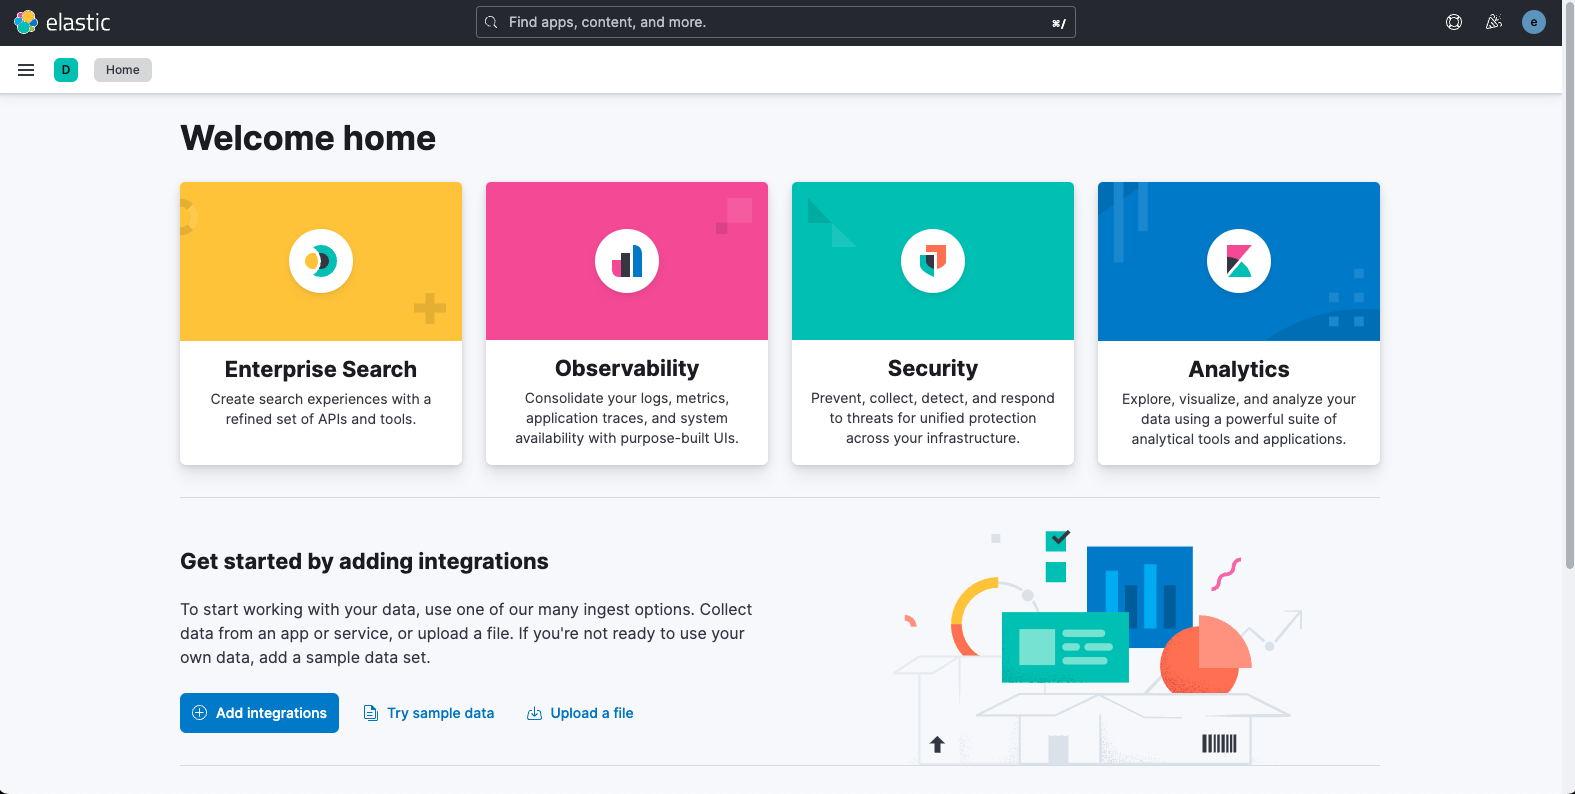 elastic
Find apps, content, and more.
⌘/
e
D
Home
Welcome home
Enterprise Search
Create search experiences with a
refined set of APIs and tools.
Observability
Consolidate your logs, metrics,
application traces, and system
availability with purpose-built UIs.
Security
Prevent, collect, detect, and respond
to threats for unified protection
across your infrastructure.
Analytics
Explore, visualize, and analyze your
data using a powerful suite of
analytical tools and applications.
Get started by adding integrations
To start working with your data, use one of our many ingest options. Collect
data from an app or service, or upload a file. If you're not ready to use your
own data, add a sample data set.
Add integrations
Try sample data
Upload a file